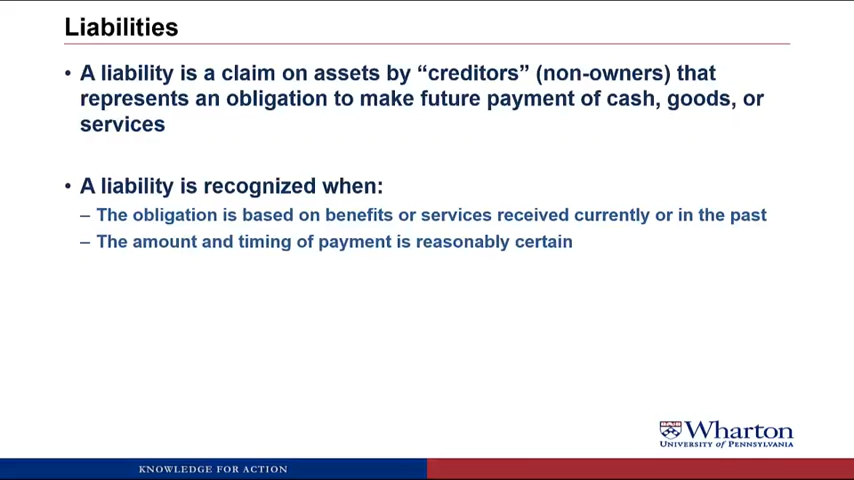 Liabilities
• A liability is a claim on assets by “creditors” (non-owners) that
represents an obligation to make future payment of cash, goods, or
services
• A liability is recognized when:
– The obligation is based on benefits or services received currently or in the past
– The amount and timing of payment is reasonably certain
Wharton
UNIVERSITY OF PENNSYLVANIA
KNOWLEDGE FOR ACTION